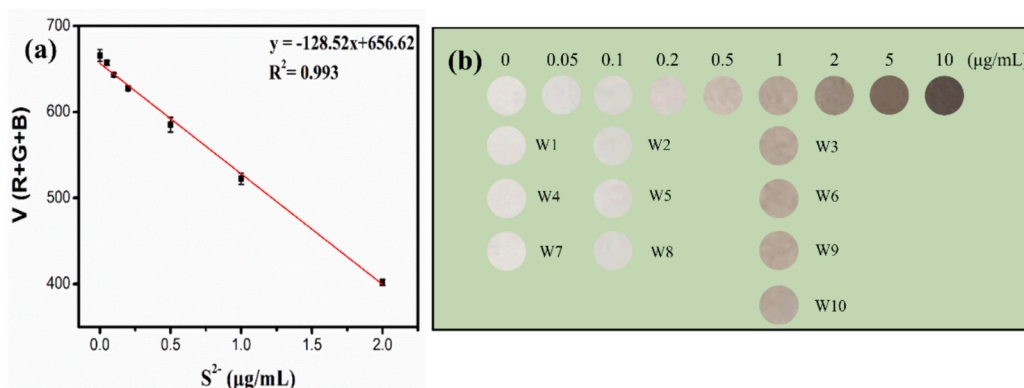 (a)
y = -128.52x+656.62
R²= 0.993
700
600
500
400
V (R+G+B)
0.0 0.5 1.0 1.5 2.0
S²⁻ (μg/mL)
(b)
0 0.05 0.1 0.2 0.5 1 2 5 10 (μg/mL)
W1 W2 W3
W4 W5 W6
W7 W8 W9
W10